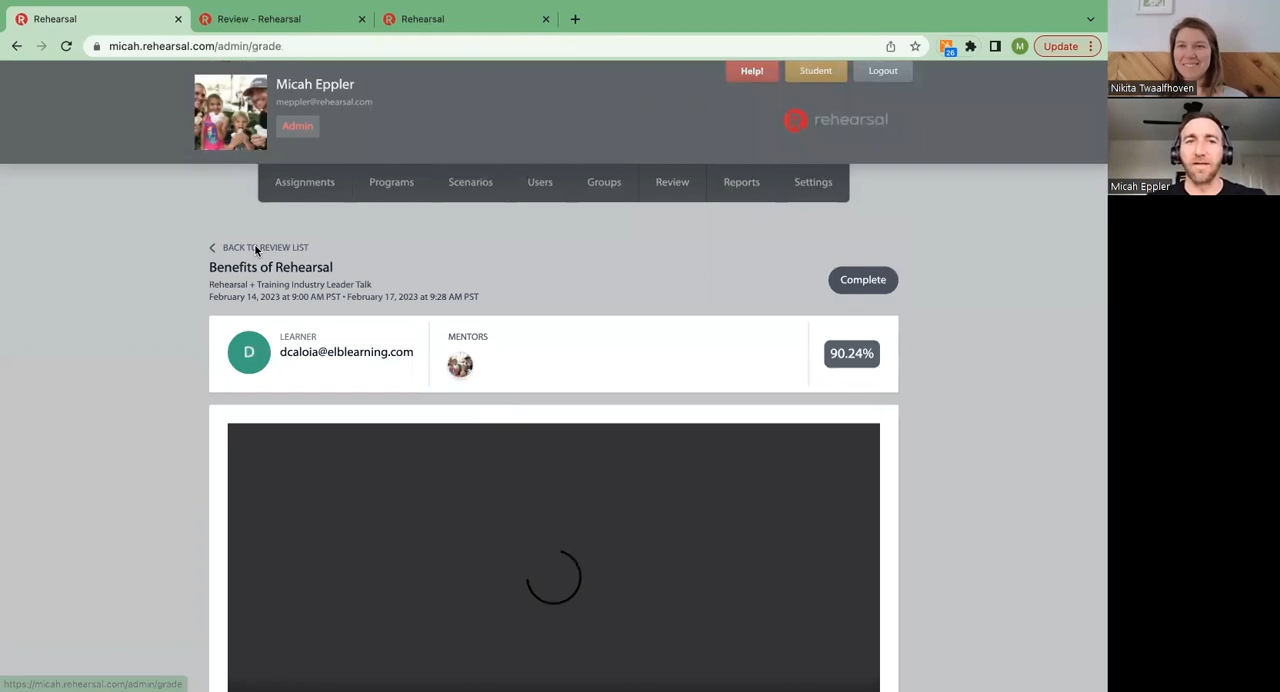 Rehearsal
Review - Rehearsal
Rehearsal
micah.rehearsal.com/admin/grade
26
M
Update
Micah Eppler
meppler@rehearsal.com
Admin
Help!
Student
Logout
rehearsal
Assignments
Programs
Scenarios
Users
Groups
Review
Reports
Settings
BACK TO REVIEW LIST
Benefits of Rehearsal
Rehearsal + Training Industry Leader Talk
February 14, 2023 at 9:00 AM PST • February 17, 2023 at 9:28 AM PST
Complete
D
LEARNER
dcaloia@elblearning.com
MENTORS
90.24%
https://micah.rehearsal.com/admin/grade
Nikita Twaalfhoven
Micah Eppler